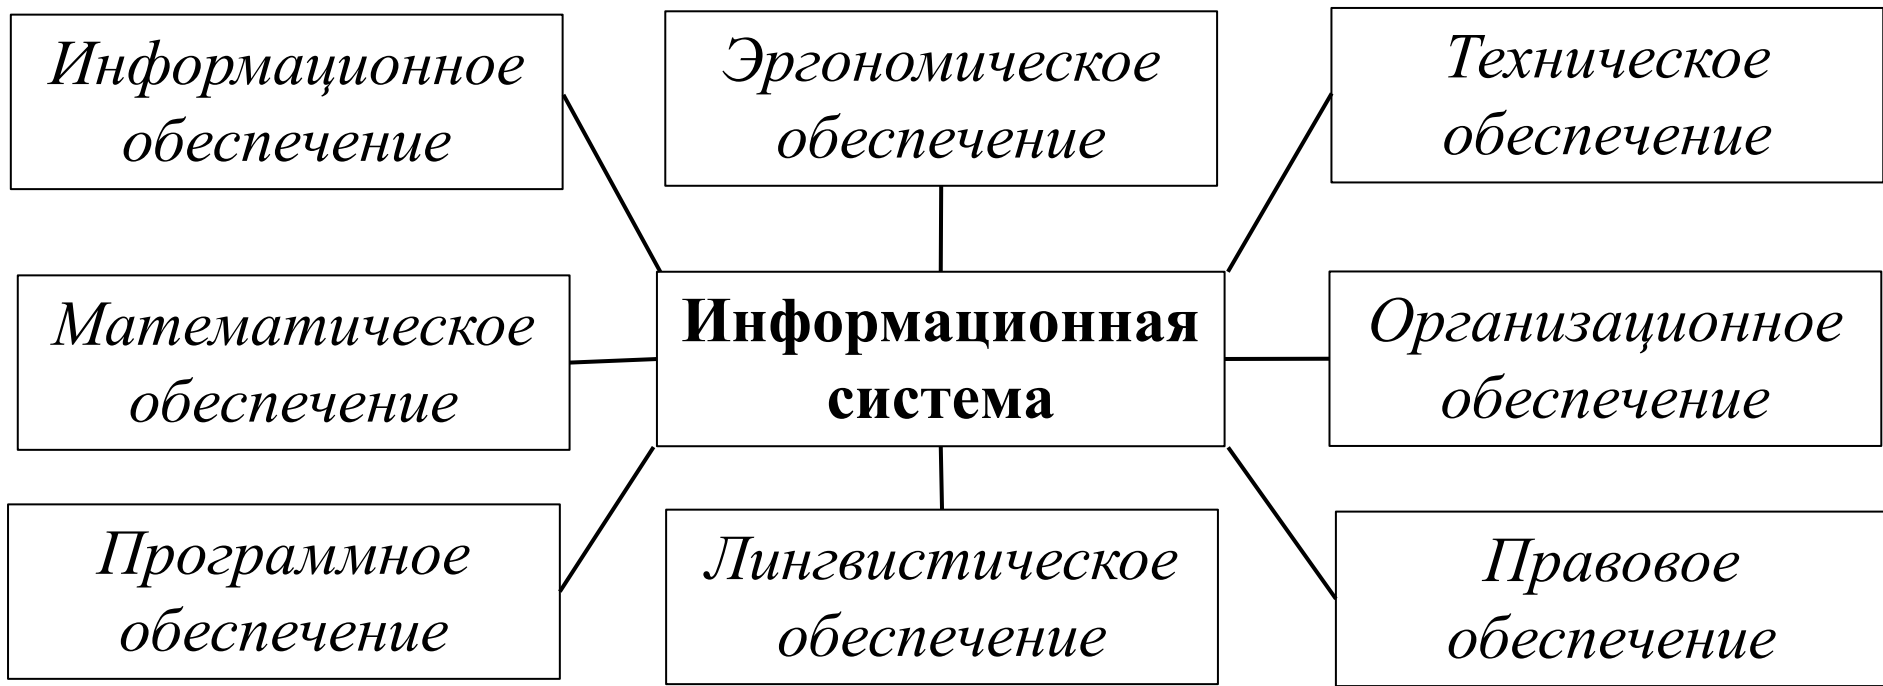 Информационное
обеспечение
Эргономическое
обеспечение
Техническое
обеспечение
Математическое
обеспечение
Информационная
система
Организационное
обеспечение
Программное
обеспечение
Лингвистическое
обеспечение
Правовое
обеспечение